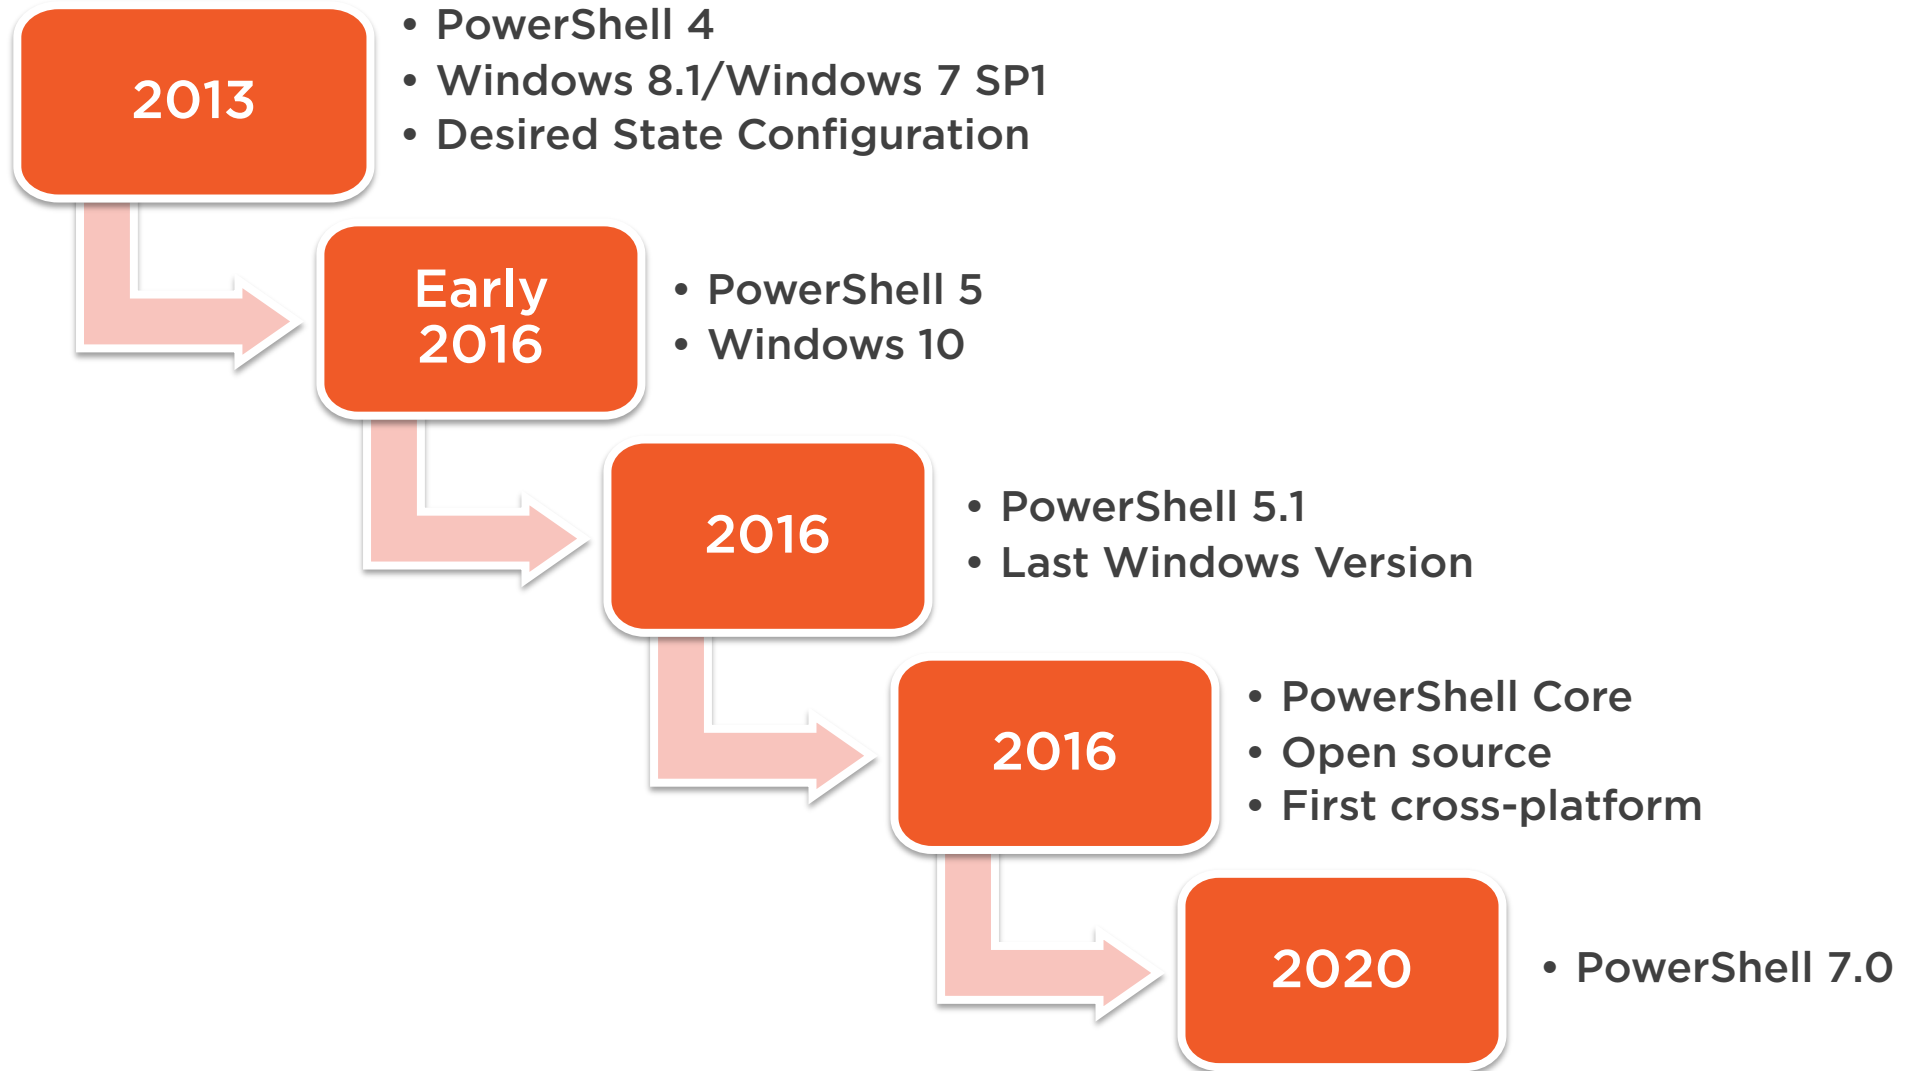 2013
• PowerShell 4
• Windows 8.1/Windows 7 SP1
• Desired State Configuration
Early
2016
• PowerShell 5
• Windows 10
2016
• PowerShell 5.1
• Last Windows Version
2016
• PowerShell Core
• Open source
• First cross-platform
2020
• PowerShell 7.0